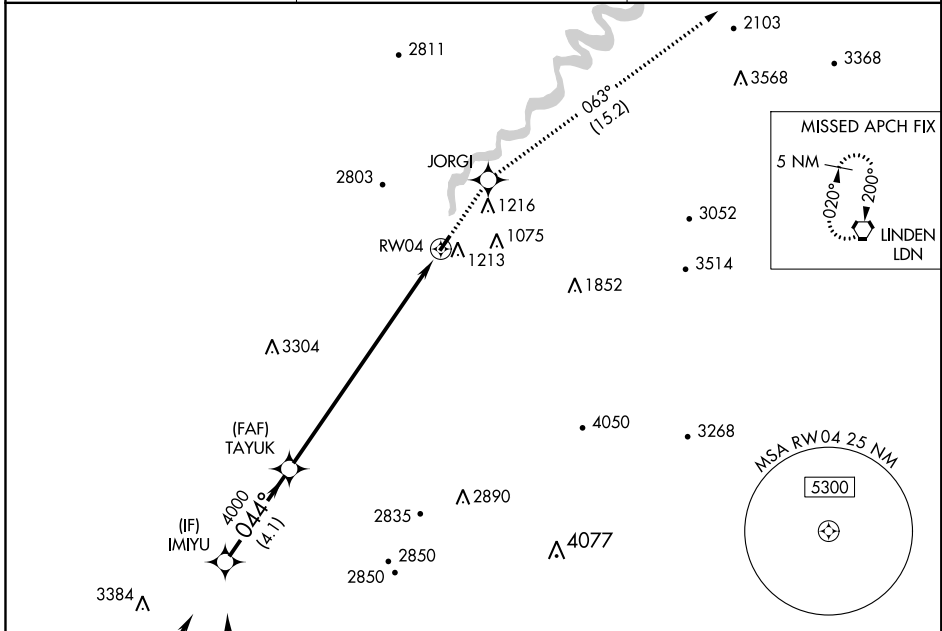 2811
2103
3368
3568
063°
(15.2)
MISSED APCH FIX
5 NM
020°
200°
LINDEN
LDN
JORGI
2803
1216
3052
RW04
1075
1213
3514
1852
3304
(FAF)
TAYUK
4050
3268
MSA RW04 25 NM
5300
4000
044°
(4.1)
2890
2835
(IF)
IMIYU
4077
2850
2850
3384